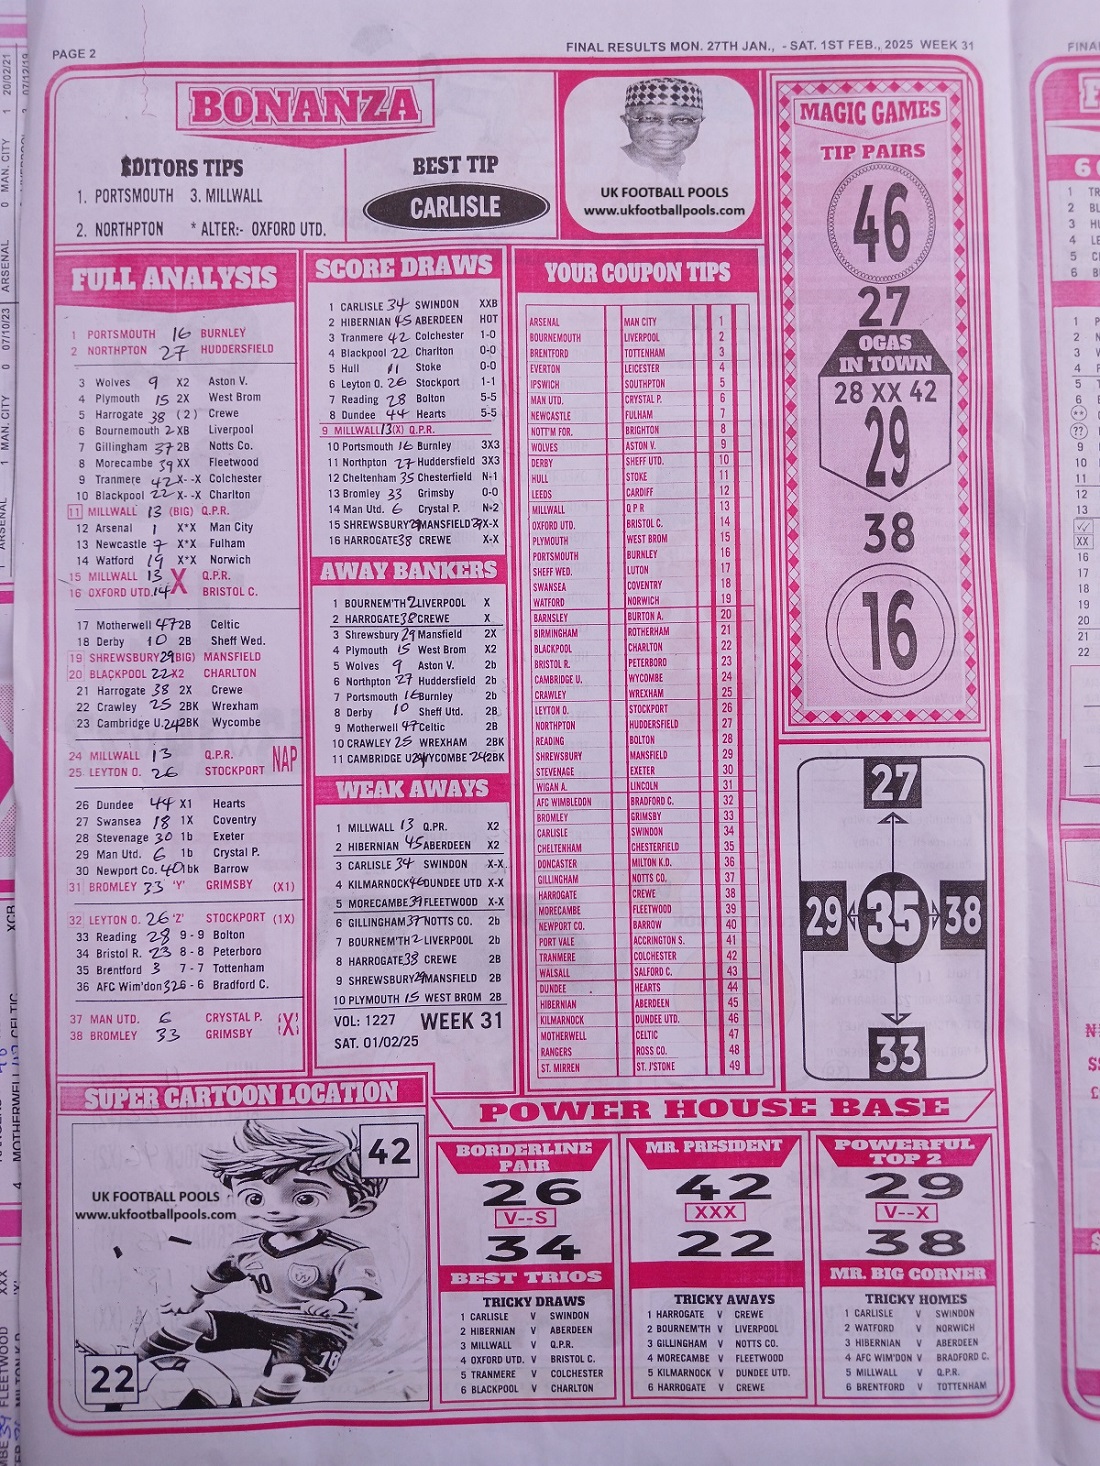 PAGE 2
FINAL RESULTS MON. 27TH JAN., - SAT. 1ST FEB., 2025 WEEK 31
BONANZA
EDITORS TIPS
1. PORTSMOUTH 3. MILLWALL
2. NORTHPTON * ALTER:- OXFORD UTD.
BEST TIP
CARLISLE
UK FOOTBALL POOLS
www.ukfootballpools.com
FULL ANALYSIS
1 PORTSMOUTH 16 BURNLEY
2 NORTHPTON 27 HUDDERSFIELD
3 Wolves 9 X2 Aston V.
4 Plymouth 15 2X West Brom
5 Harrogate 38 (2) Crewe
6 Bournemouth 2 XB Liverpool
7 Gillingham 37 2B Notts Co.
8 Morecambe 39 XX Fleetwood
9 Tranmere 42 X--X Colchester
10 Blackpool 22 X--X Charlton
11 MILLWALL 13 (BIG) Q.P.R.
12 Arsenal 1 X*X Man City
13 Newcastle 7 X*X Fulham
14 Watford 19 X*X Norwich
15 MILLWALL 13 X Q.P.R.
16 OXFORD UTD. 14 BRISTOL C.
17 Motherwell 47 2B Celtic
18 Derby 10 2B Sheff Wed.
19 SHREWSBURY 29 BIG) MANSFIELD
20 BLACKPOOL 22 X2 CHARLTON
21 Harrogate 38 2X Crewe
22 Crawley 25 2BK Wrexham
23 Cambridge U. 24 2BK Wycombe
24 MILLWALL 13 Q.P.R. NAP
25 LEYTON O. 26 STOCKPORT
26 Dundee 44 X1 Hearts
27 Swansea 18 1X Coventry
28 Stevenage 30 1b Exeter
29 Man Utd. 6 1b Crystal P.
30 Newport Co. 40 1bk Barrow
31 BROMLEY 33 'Y' GRIMSBY (X1)
32 LEYTON O. 26 'Z' STOCKPORT (1X)
33 Reading 28 9 - 9 Bolton
34 Bristol R. 23 8 - 8 Peterboro
35 Brentford 3 7 - 7 Tottenham
36 AFC Wim'don 32 6 - 6 Bradford C.
37 MAN UTD. 6 CRYSTAL P. (X)
38 BROMLEY 33 GRIMSBY
SCORE DRAWS
1 CARLISLE 34 SWINDON XXB
2 HIBERNIAN 45 ABERDEEN HOT
3 Tranmere 42 Colchester 1-0
4 Blackpool 22 Charlton 0-0
5 Hull 11 Stoke 0-0
6 Leyton O. 26 Stockport 1-1
7 Reading 28 Bolton 5-5
8 Dundee 44 Hearts 5-5
9 MILLWALL 13 (X) Q.P.R.
10 Portsmouth 16 Burnley 3X3
11 Northpton 27 Huddersfield 3X3
12 Cheltenham 35 Chesterfield N-1
13 Bromley 33 Grimsby 0-0
14 Man Utd. 6 Crystal P. N-2
15 SHREWSBURY 29 MANSFIELD 29 X-X
16 HARROGATE 38 CREWE X-X
AWAY BANKERS
1 BOURNEM'TH 2 LIVERPOOL X
2 HARROGATE 38 CREWE X
3 Shrewsbury 29 Mansfield 2X
4 Plymouth 15 West Brom X2
5 Wolves 9 Aston V. 2b
6 Northpton 27 Huddersfield 2b
7 Portsmouth 16 Burnley 2b
8 Derby 10 Sheff Utd. 2B
9 Motherwell 47 Celtic 2B
10 CRAWLEY 25 WREXHAM 2BK
11 CAMBRIDGE U 24 WYCOMBE 24 2BK
WEAK AWAYS
1 MILLWALL 13 Q.PR. X2
2 HIBERNIAN 45 ABERDEEN X2
3 CARLISLE 34 SWINDON X-X
4 KILMARNOCK 46 DUNDEE UTD X-X
5 MORECAMBE 39 FLEETWOOD X-X
6 GILLINGHAM 37 NOTTS CO. 2b
7 BOURNEM'TH 2 LIVERPOOL 2b
8 HARROGATE 38 CREWE 2B
9 SHREWSBURY 29 MANSFIELD 2B
10 PLYMOUTH 15 WEST BROM 2B
VOL: 1227 WEEK 31
SAT. 01/02/25
YOUR COUPON TIPS
ARSENAL MAN CITY 1
BOURNEMOUTH LIVERPOOL 2
BRENTFORD TOTTENHAM 3
EVERTON LEICESTER 4
IPSWICH SOUTHPTON 5
MAN UTD. CRYSTAL P. 6
NEWCASTLE FULHAM 7
NOTT'M FOR. BRIGHTON 8
WOLVES ASTON V. 9
DERBY SHEFF UTD. 10
HULL STOKE 11
LEEDS CARDIFF 12
MILLWALL Q P R 13
OXFORD UTD. BRISTOL C. 14
PLYMOUTH WEST BROM 15
PORTSMOUTH BURNLEY 16
SHEFF WED. LUTON 17
SWANSEA COVENTRY 18
WATFORD NORWICH 19
BARNSLEY BURTON A. 20
BIRMINGHAM ROTHERHAM 21
BLACKPOOL CHARLTON 22
BRISTOL R. PETERBORO 23
CAMBRIDGE U. WYCOMBE 24
CRAWLEY WREXHAM 25
LEYTON O. STOCKPORT 26
NORTHPTON HUDDERSFIELD 27
READING BOLTON 28
SHREWSBURY MANSFIELD 29
STEVENAGE EXETER 30
WIGAN A. LINCOLN 31
AFC WIMBLEDON BRADFORD C. 32
BROMLEY GRIMSBY 33
CARLISLE SWINDON 34
CHELTENHAM CHESTERFIELD 35
DONCASTER MILTON K.D. 36
GILLINGHAM NOTTS CO. 37
HARROGATE CREWE 38
MORECAMBE FLEETWOOD 39
NEWPORT CO. BARROW 40
PORT VALE ACCRINGTON S. 41
TRANMERE COLCHESTER 42
WALSALL SALFORD C. 43
DUNDEE HEARTS 44
HIBERNIAN ABERDEEN 45
KILMARNOCK DUNDEE UTD. 46
MOTHERWELL CELTIC 47
RANGERS ROSS CO. 48
ST. MIRREN ST. J'STONE 49
MAGIC GAMES
TIP PAIRS
46
27
OGAS
IN TOWN
28 XX 42
29
38
16
27
29 35 38
33
SUPER CARTOON LOCATION
42
UK FOOTBALL POOLS
www.ukfootballpools.com
10
22
POWER HOUSE BASE
BORDERLINE
PAIR
26
V--S
34
BEST TRIOS
TRICKY DRAWS
1 CARLISLE V SWINDON
2 HIBERNIAN V ABERDEEN
3 MILLWALL V Q.P.R.
4 OXFORD UTD. V BRISTOL C.
5 TRANMERE V COLCHESTER
6 BLACKPOOL V CHARLTON
MR. PRESIDENT
42
XXX
22
TRICKY AWAYS
1 HARROGATE V CREWE
2 BOURNEM'TH V LIVERPOOL
3 GILLINGHAM V NOTTS CO.
4 MORECAMBE V FLEETWOOD
5 KILMARNOCK V DUNDEE UTD.
6 HARROGATE V CREWE
POWERFUL
TOP 2
29
V--X
38
MR. BIG CORNER
TRICKY HOMES
1 CARLISLE V SWINDON
2 WATFORD V NORWICH
3 HIBERNIAN V ABERDEEN
4 AFC WIM'DON V BRADFORD C.
5 MILLWALL V Q.P.R.
6 BRENTFORD V TOTTENHAM